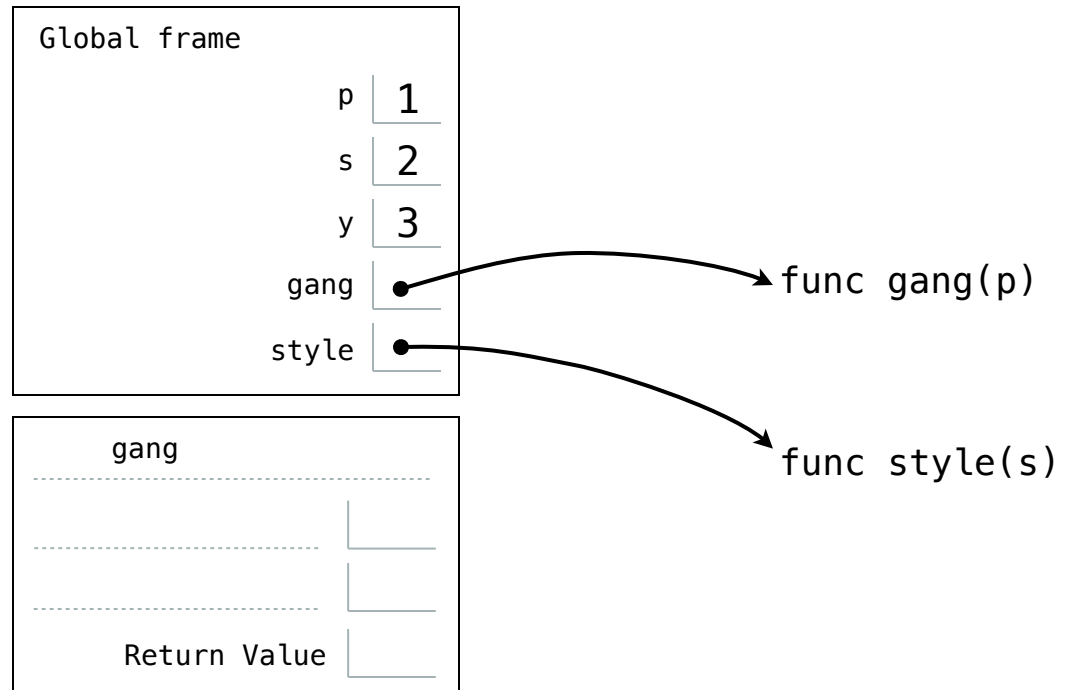 Global frame
p 1
s 2
y 3
gang
func gang(p)
style
func style(s)
gang
Return Value